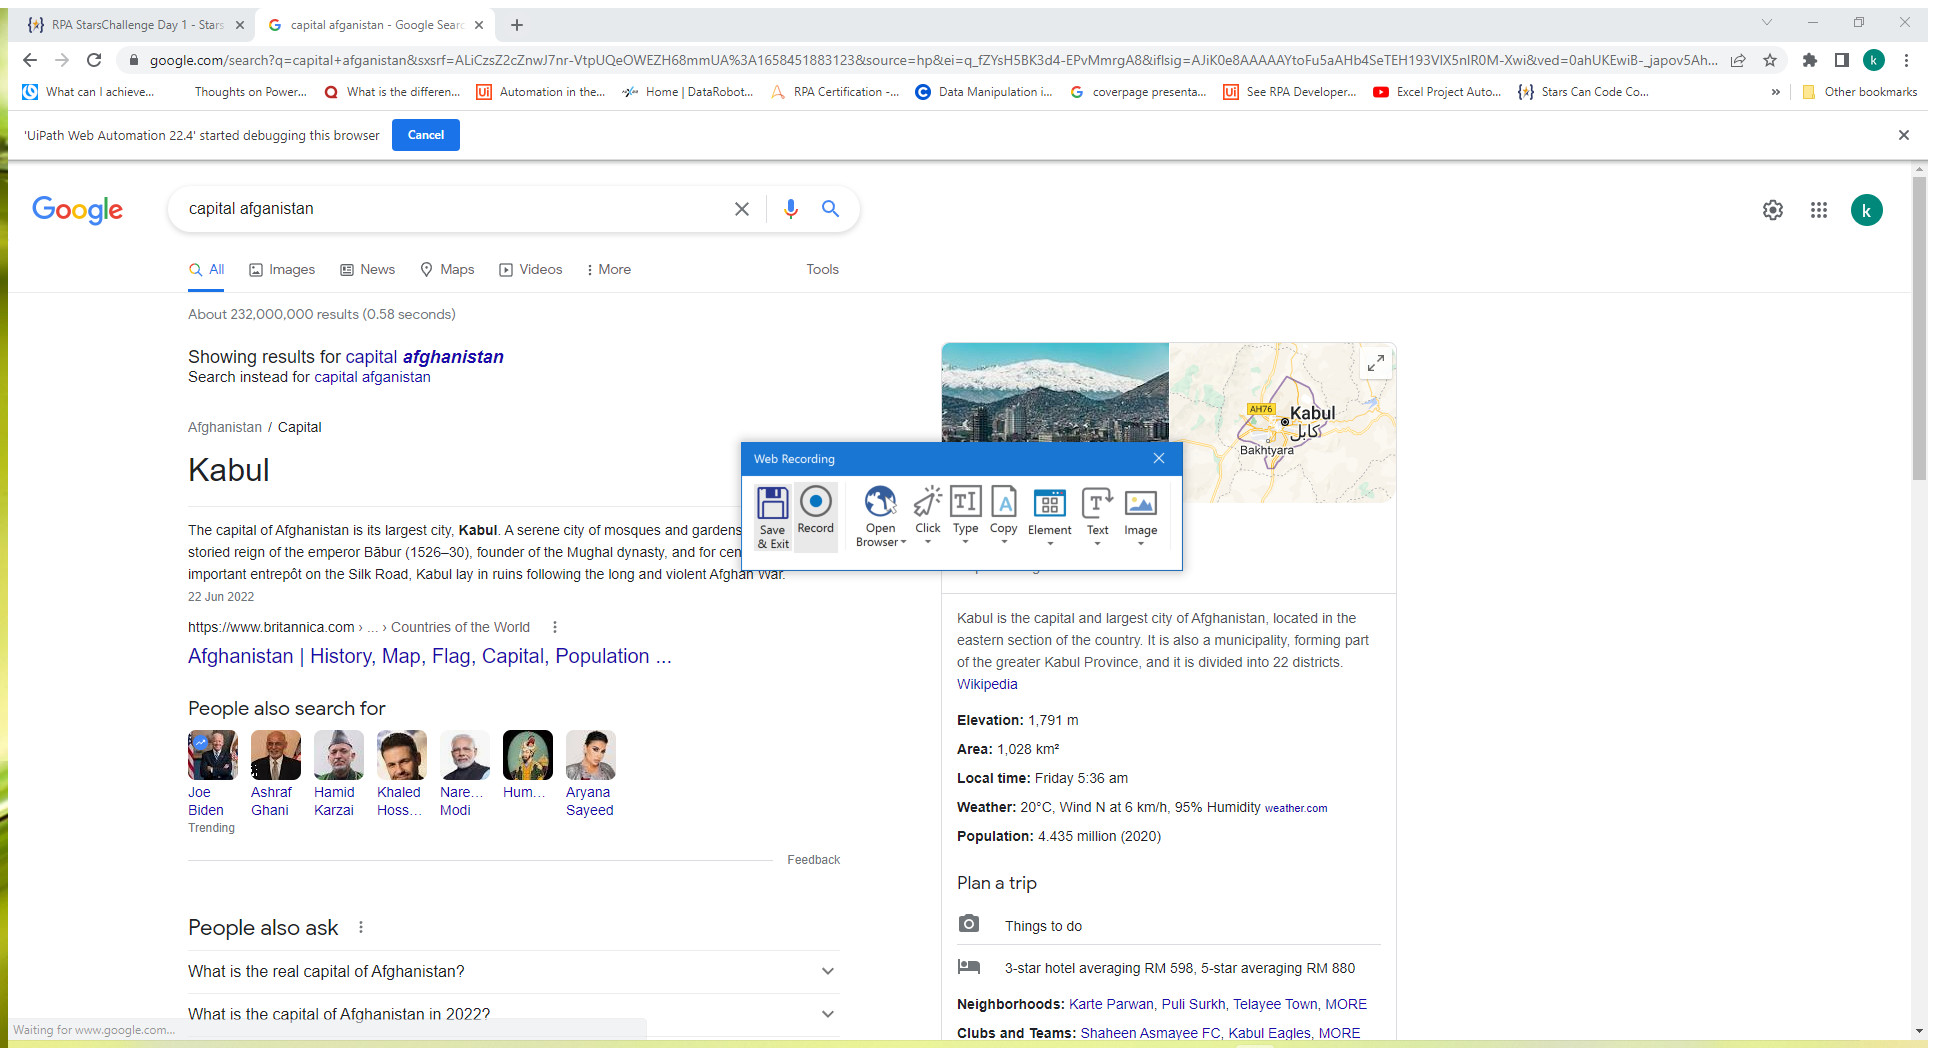 RPA StarsChallenge Day 1 - Stars
capital afganistan - Google Sear
google.com/search?q=capital+afganistan&sxsrf=ALiCzsZ2cZnwJ7nr-VtpUQeOWEZH68mmUA%3A1658451883123&source=hp&ei=q_fZYsH5BK3d4-EPvMmrgA8&iflsig=AJiK0e8AAAAAYtoFu5aAHb4SeTEH193VIX5nIR0M-Xwi&ved=0ahUKEwiB-_japov5Ah...
k
What can I achieve...
Thoughts on Power...
What is the differen...
Automation in the...
Home | DataRobot...
RPA Certification -...
Data Manipulation i...
coverpage presenta...
See RPA Developer...
Excel Project Auto...
Stars Can Code Co...
»
Other bookmarks
'UiPath Web Automation 22.4' started debugging this browser
Cancel
Google
capital afganistan
k
All
Images
News
Maps
Videos
More
Tools
About 232,000,000 results (0.58 seconds)
Showing results for capital afghanistan
Search instead for capital afganistan
Afghanistan / Capital
Kabul
The capital of Afghanistan is its largest city, Kabul. A serene city of mosques and gardens
storied reign of the emperor Bābur (1526–30), founder of the Mughal dynasty, and for cen
important entrepôt on the Silk Road, Kabul lay in ruins following the long and violent Afghan War.
22 Jun 2022
https://www.britannica.com › ... › Countries of the World
Afghanistan | History, Map, Flag, Capital, Population ...
People also search for
Joe
Biden
Trending
Ashraf
Ghani
Hamid
Karzai
Khaled
Hoss...
Nare...
Modi
Hum...
Aryana
Sayeed
Feedback
People also ask
What is the real capital of Afghanistan?
What is the capital of Afghanistan in 2022?
Waiting for www.google.com...
Web Recording
Save
& Exit
Record
Open
Browser
Click
Type
Copy
Element
Text
Image
AH76
Kabul
کابل
Bakhtyara
Kabul is the capital and largest city of Afghanistan, located in the
eastern section of the country. It is also a municipality, forming part
of the greater Kabul Province, and it is divided into 22 districts.
Wikipedia
Elevation: 1,791 m
Area: 1,028 km²
Local time: Friday 5:36 am
Weather: 20°C, Wind N at 6 km/h, 95% Humidity weather.com
Population: 4.435 million (2020)
Plan a trip
Things to do
3-star hotel averaging RM 598, 5-star averaging RM 880
Neighborhoods: Karte Parwan, Puli Surkh, Telayee Town, MORE
Clubs and Teams: Shaheen Asmayee FC, Kabul Eagles, MORE